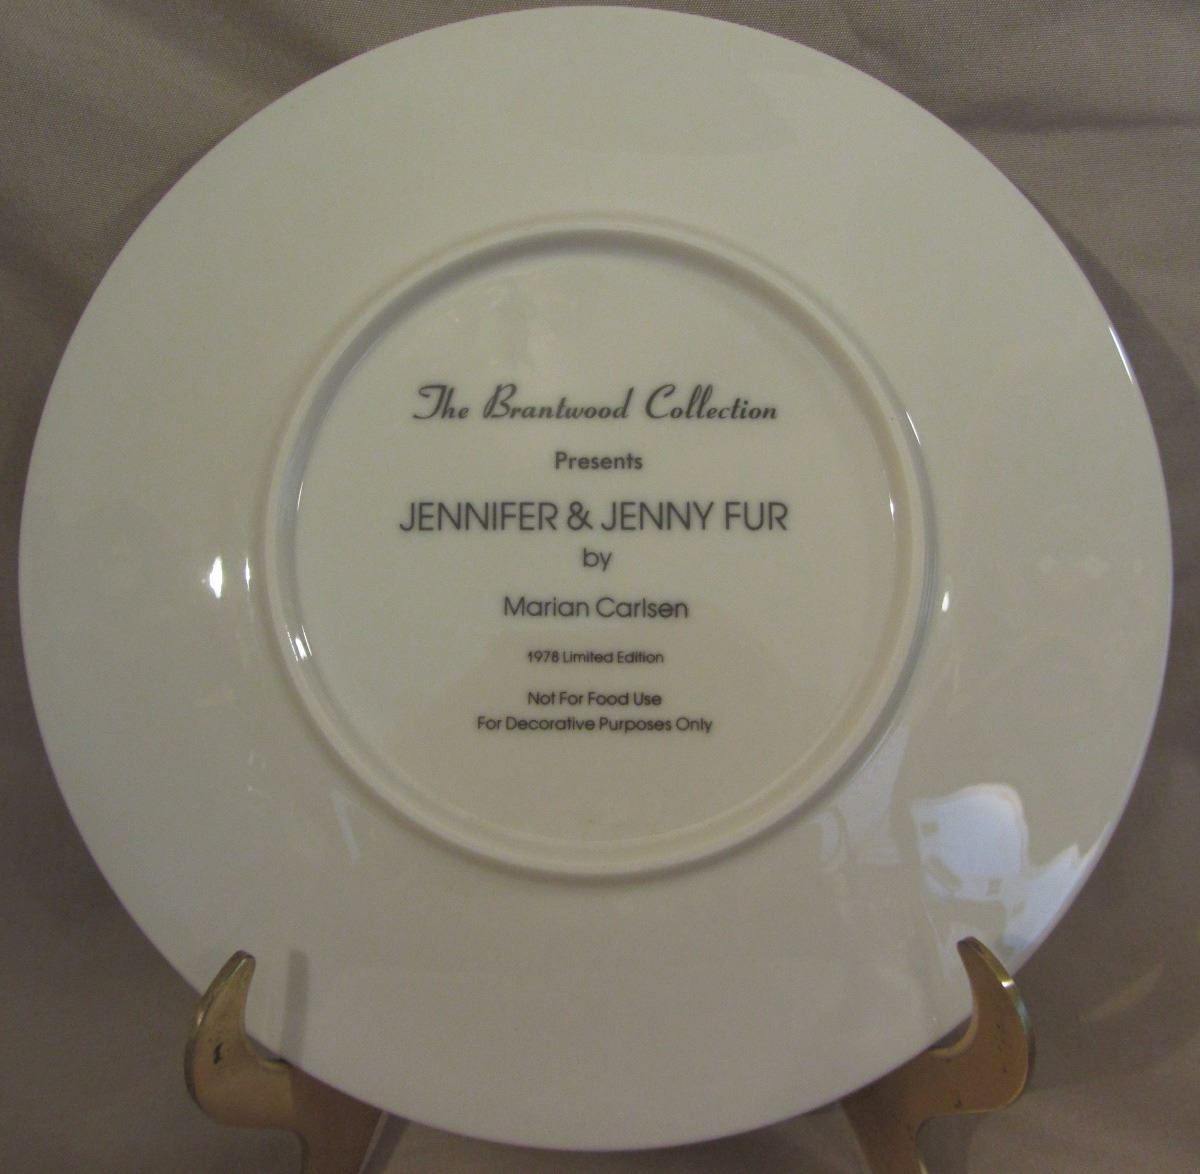 The Brantwood Collection
Presents
JENNIFER & JENNY FUR
by
Marian Carlsen
1978 Limited Edition
Not For Food Use
For Decorative Purposes Only